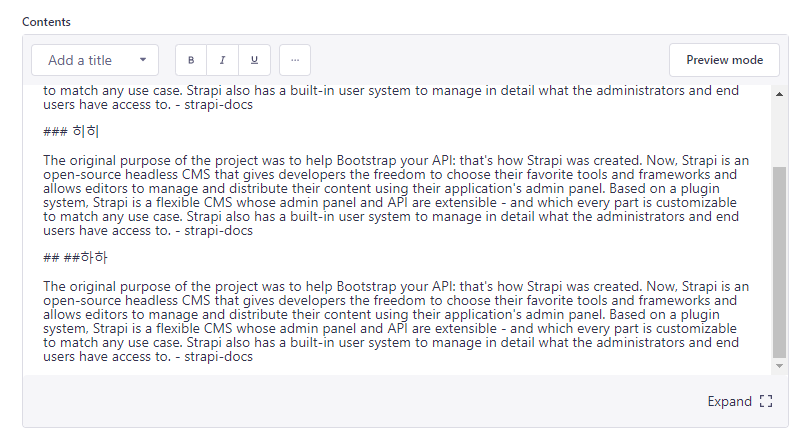 Contents
Add a title
B I U ...
Preview mode
to match any use case. Strapi also has a built-in user system to manage in detail what the administrators and end
users have access to. - strapi-docs
### 히히
The original purpose of the project was to help Bootstrap your API: that's how Strapi was created. Now, Strapi is an
open-source headless CMS that gives developers the freedom to choose their favorite tools and frameworks and
allows editors to manage and distribute their content using their application's admin panel. Based on a plugin
system, Strapi is a flexible CMS whose admin panel and API are extensible - and which every part is customizable
to match any use case. Strapi also has a built-in user system to manage in detail what the administrators and end
users have access to. - strapi-docs
## ##하하
The original purpose of the project was to help Bootstrap your API: that's how Strapi was created. Now, Strapi is an
open-source headless CMS that gives developers the freedom to choose their favorite tools and frameworks and
allows editors to manage and distribute their content using their application's admin panel. Based on a plugin
system, Strapi is a flexible CMS whose admin panel and API are extensible - and which every part is customizable
to match any use case. Strapi also has a built-in user system to manage in detail what the administrators and end
users have access to. - strapi-docs
Expand